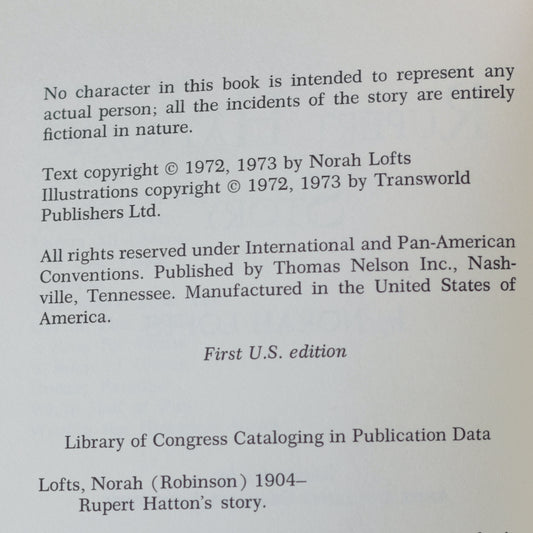 No character in this book is intended to represent any
actual person; all the incidents of the story are entirely
fictional in nature.
Text copyright © 1972, 1973 by Norah Lofts
Illustrations copyright © 1972, 1973 by Transworld
Publishers Ltd.
All rights reserved under International and Pan-American
Conventions. Published by Thomas Nelson Inc., Nash-
ville, Tennessee. Manufactured in the United States of
America.
First U.S. edition
Library of Congress Cataloging in Publication Data
Lofts, Norah (Robinson) 1904–
Rupert Hatton's story.